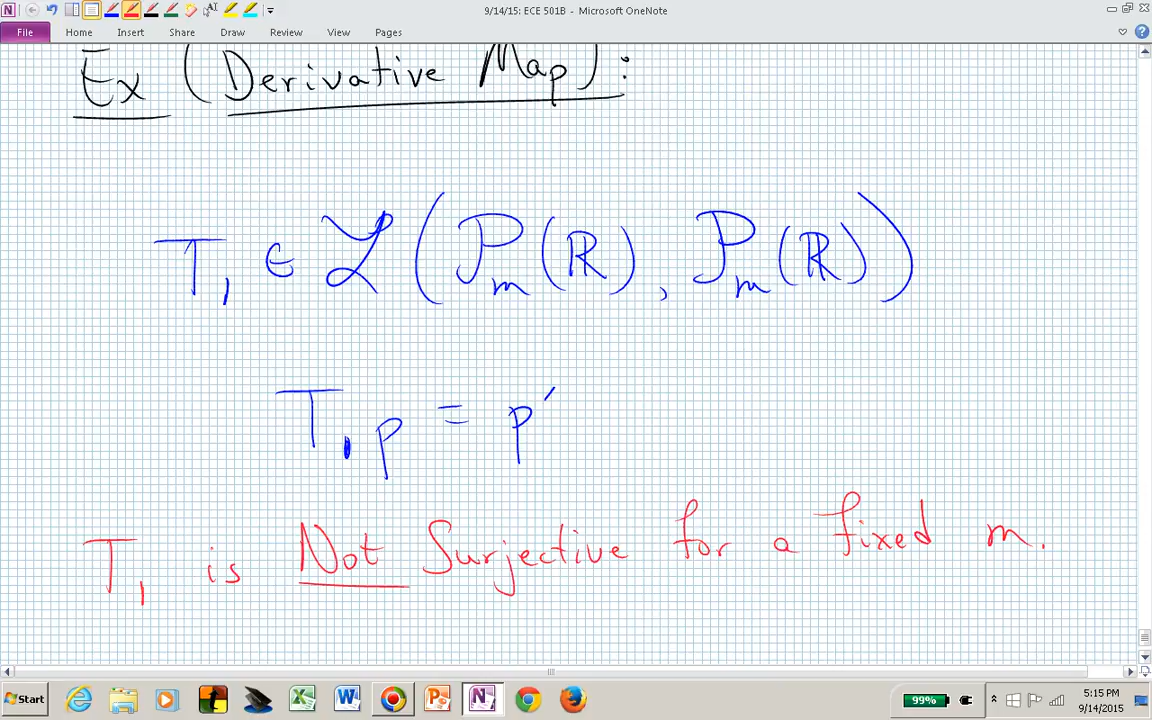 9/14/15: ECE 501B - Microsoft OneNote
File Home Insert Share Draw Review View Pages
Ex (Derivative Map):
T₁ ∈ ℒ(𝒫ₘ(ℝ), 𝒫ₘ(ℝ))
T₁p = p′
T₁ is Not Surjective for a fixed m.
Start
99%
5:15 PM
9/14/2015